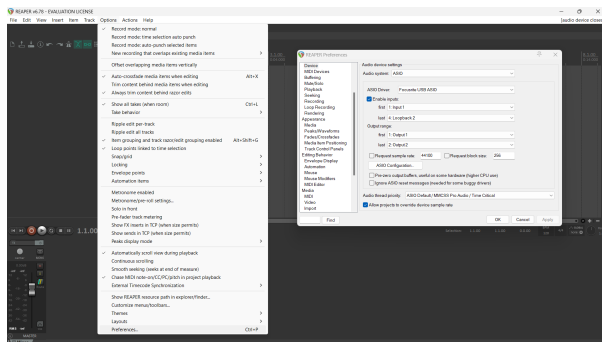 REAPER v6.78 - EVALUATION LICENSE
File Edit View Insert Item Track Options Actions Help
[audio device close
Record mode: normal
Record mode: time selection auto punch
Record mode: auto-punch selected items
New recording that overlaps existing media items
Offset overlapping media items vertically
Auto-crossfade media items when editing Alt+X
Trim content behind media items when editing
Always trim content behind razor edits
Show all takes (when room) Ctrl+L
Take behavior
Ripple edit per-track
Ripple edit all tracks
Item grouping and track razor/edit grouping enabled Alt+Shift+G
Loop points linked to time selection
Snap/grid
Locking
Envelope points
Automation items
Metronome enabled
Metronome/pre-roll settings...
Solo in front
Pre-fader track metering
Show FX inserts in TCP (when size permits)
Show sends in TCP (when size permits)
Peaks display mode
Automatically scroll view during playback
Continuous scrolling
Smooth seeking (seeks at end of measure)
Chase MIDI note-on/CC/PC/pitch in project playback
External Timecode Synchronization
Show REAPER resource path in explorer/finder...
Customize menus/toolbars...
Themes
Layouts
Preferences... Ctrl+P
REAPER Preferences
Device
MIDI Devices
Buffering
Mute/Solo
Playback
Seeking
Recording
Loop Recording
Rendering
Appearance
Media
Peaks/Waveforms
Fades/Crossfades
Media Item Positioning
Track Control Panels
Editing Behavior
Envelope Display
Automation
Mouse
Mouse Modifiers
MIDI Editor
Media
MIDI
Video
Import
Find
Audio device settings
Audio system: ASIO
ASIO Driver: Focusrite USB ASIO
Enable inputs:
first 1: Input 1
last 4: Loopback 2
Output range:
first 1: Output1
last 2: Output2
Request sample rate: 44100 Request block size: 256
ASIO Configuration...
Pre-zero output buffers, useful on some hardware (higher CPU use)
Ignore ASIO reset messages (needed for some buggy drivers)
Audio thread priority: ASIO Default / MMCSS Pro Audio / Time Critical
Allow projects to override device sample rate
OK Cancel Apply
1.1.00
MASTER